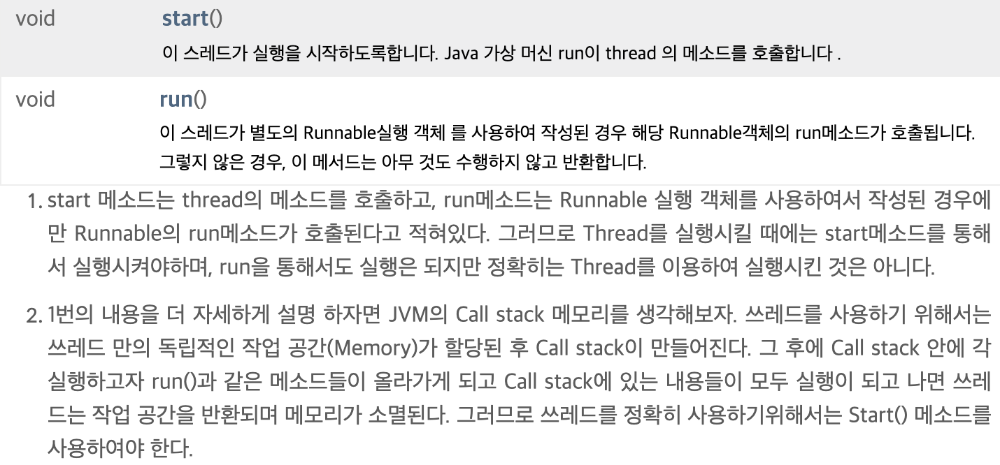 void start()
이 스레드가 실행을 시작하도록합니다. Java 가상 머신 run이 thread 의 메소드를 호출합니다 .
void run()
이 스레드가 별도의 Runnable실행 객체 를 사용하여 작성된 경우 해당 Runnable객체의 run메소드가 호출됩니다.
그렇지 않은 경우, 이 메서드는 아무 것도 수행하지 않고 반환합니다.
1. start 메소드는 thread의 메소드를 호출하고, run메소드는 Runnable 실행 객체를 사용하여서 작성된 경우에
만 Runnable의 run메소드가 호출된다고 적혀있다. 그러므로 Thread를 실행시킬 때에는 start메소드를 통해
서 실행시켜야하며, run을 통해서도 실행은 되지만 정확히는 Thread를 이용하여 실행시킨 것은 아니다.
2. 1번의 내용을 더 자세하게 설명 하자면 JVM의 Call stack 메모리를 생각해보자. 쓰레드를 사용하기 위해서는
쓰레드 만의 독립적인 작업 공간(Memory)가 할당된 후 Call stack이 만들어진다. 그 후에 Call stack 안에 각
실행하고자 run()과 같은 메소드들이 올라가게 되고 Call stack에 있는 내용들이 모두 실행이 되고 나면 쓰레
드는 작업 공간을 반환되며 메모리가 소멸된다. 그러므로 쓰레드를 정확히 사용하기위해서는 Start() 메소드를
사용하여야 한다.